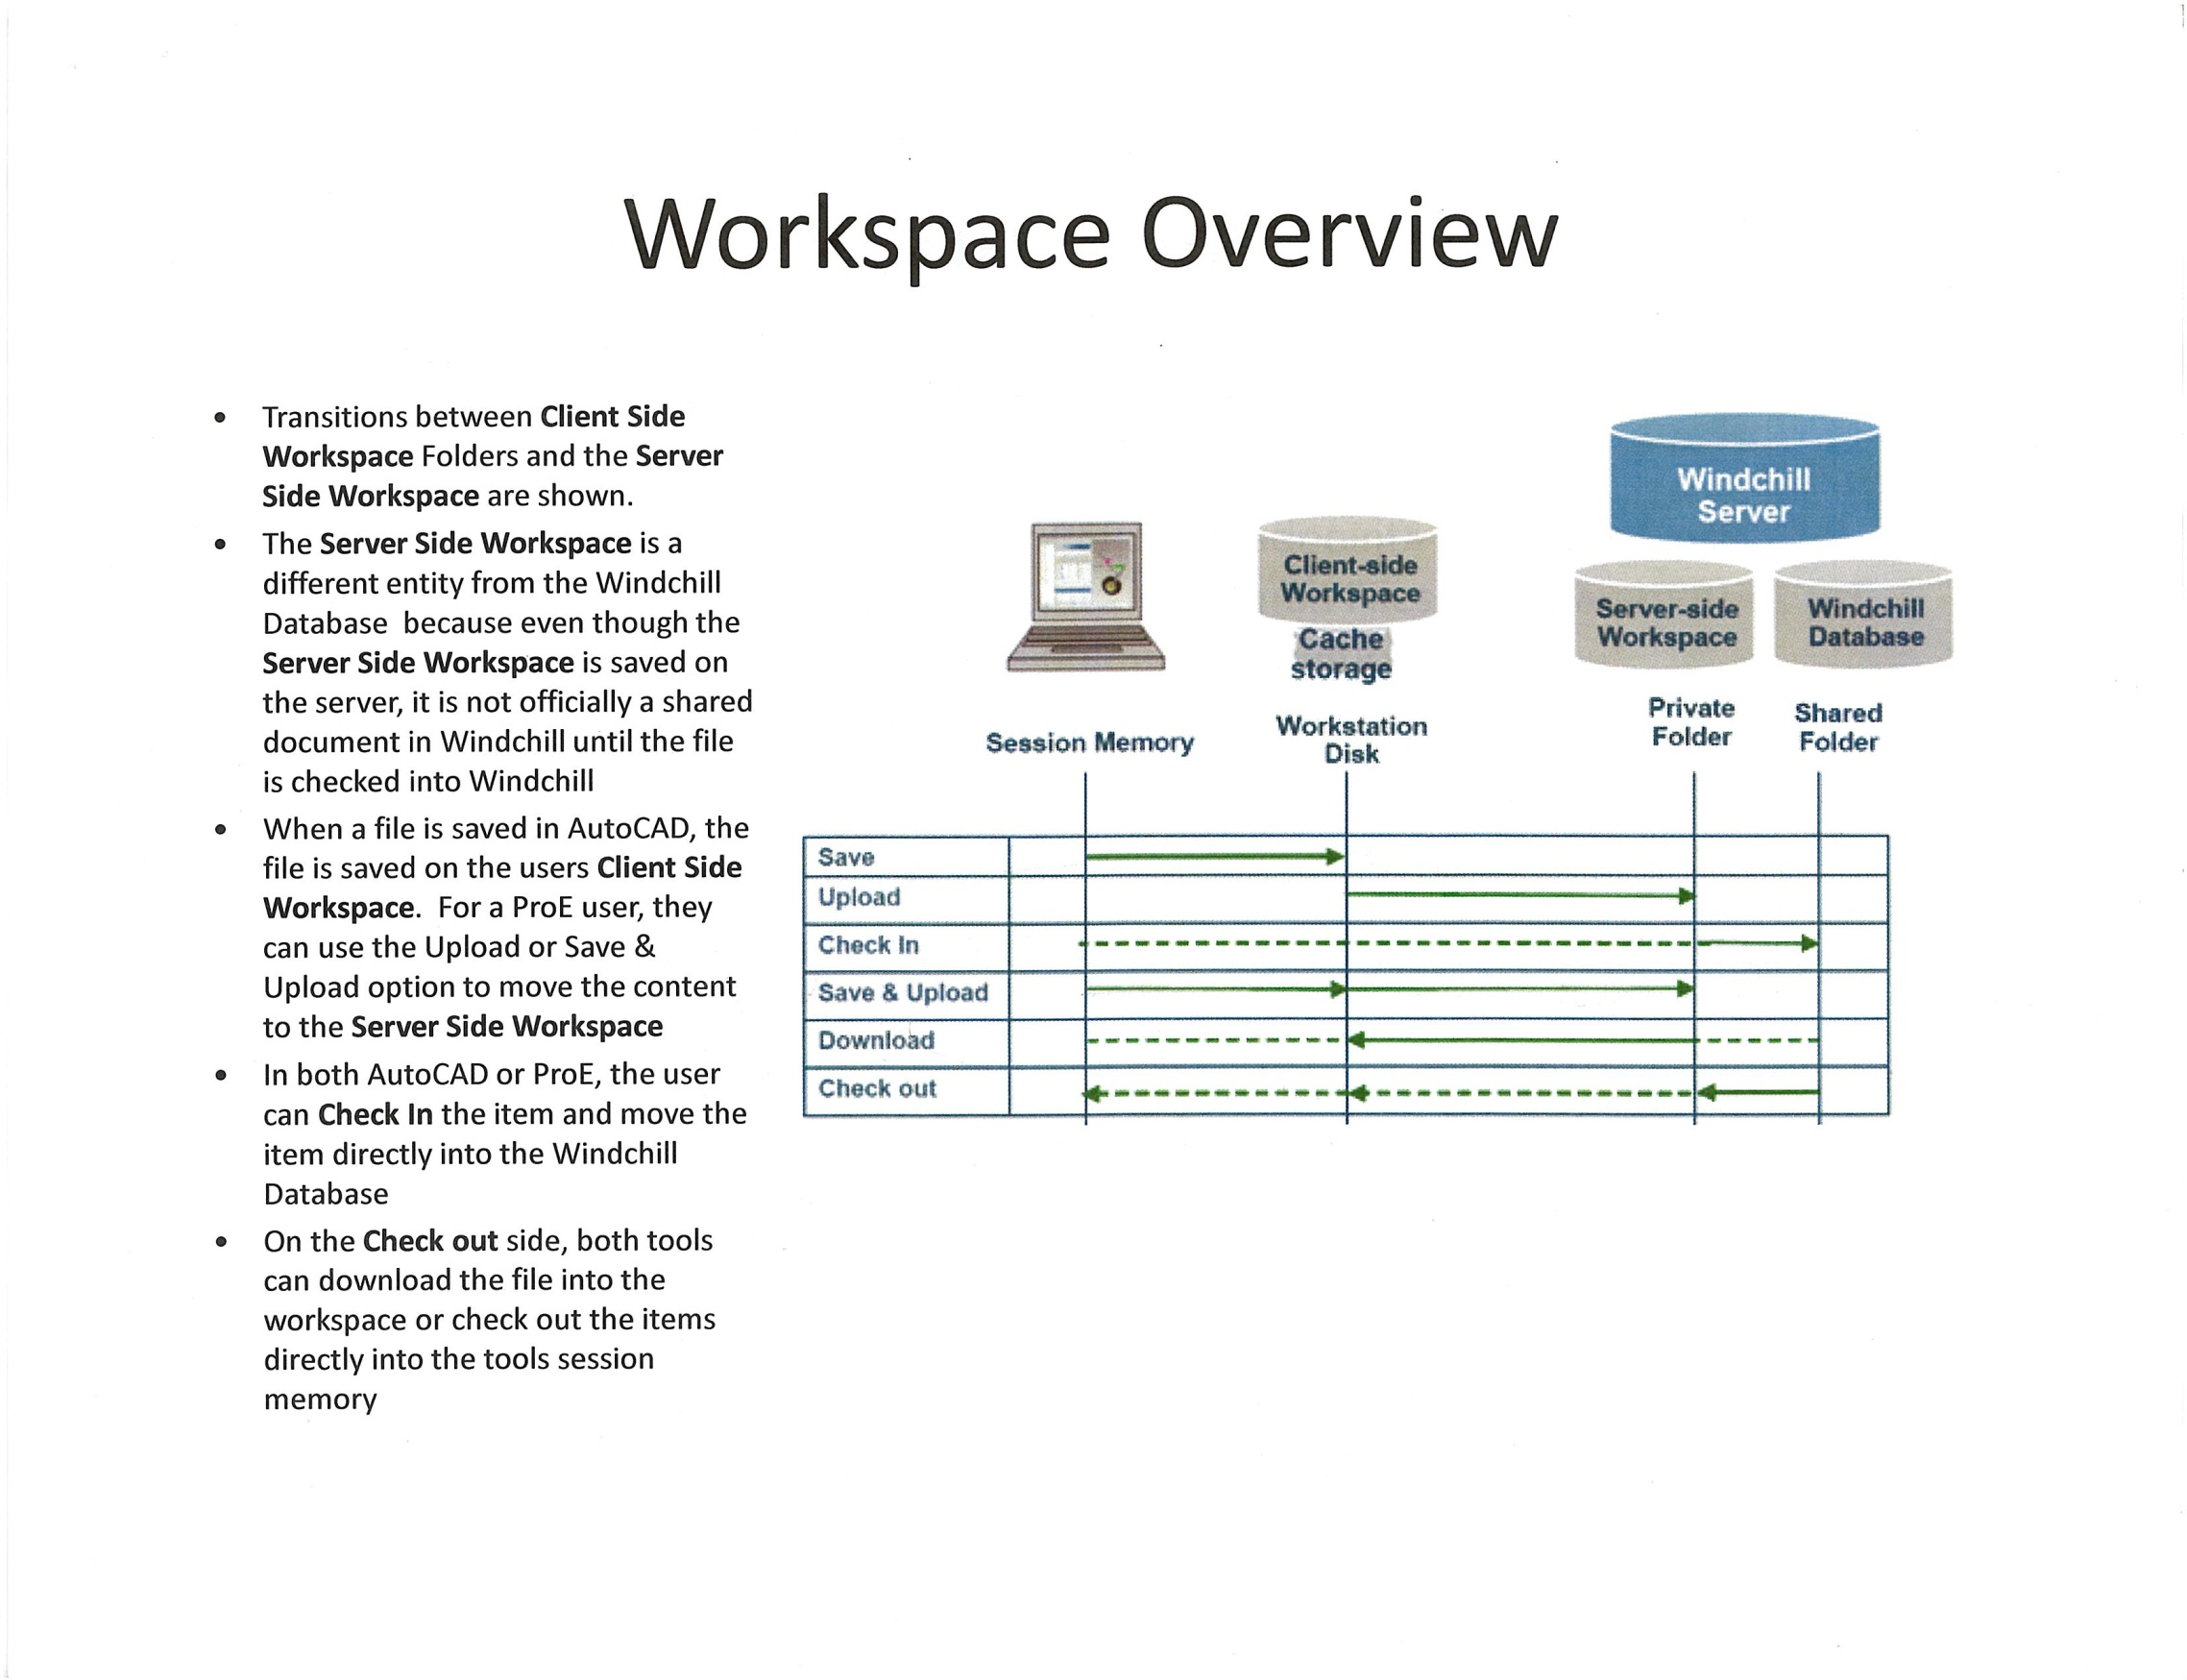 Workspace Overview
• Transitions between Client Side
Workspace Folders and the Server
Side Workspace are shown.
• The Server Side Workspace is a
different entity from the Windchill
Database  because even though the
Server Side Workspace is saved on
the server, it is not officially a shared
document in Windchill until the file
is checked into Windchill
• When a file is saved in AutoCAD, the
file is saved on the users Client Side
Workspace.  For a ProE user, they
can use the Upload or Save &
Upload option to move the content
to the Server Side Workspace
• In both AutoCAD or ProE, the user
can Check In the item and move the
item directly into the Windchill
Database
• On the Check out side, both tools
can download the file into the
workspace or check out the items
directly into the tools session
memory
Windchill
Server
Client-side
Workspace
Cache
storage
Server-side
Workspace
Windchill
Database
Session Memory
Workstation
Disk
Private
Folder
Shared
Folder
Save
Upload
Check In
Save & Upload
Download
Check out